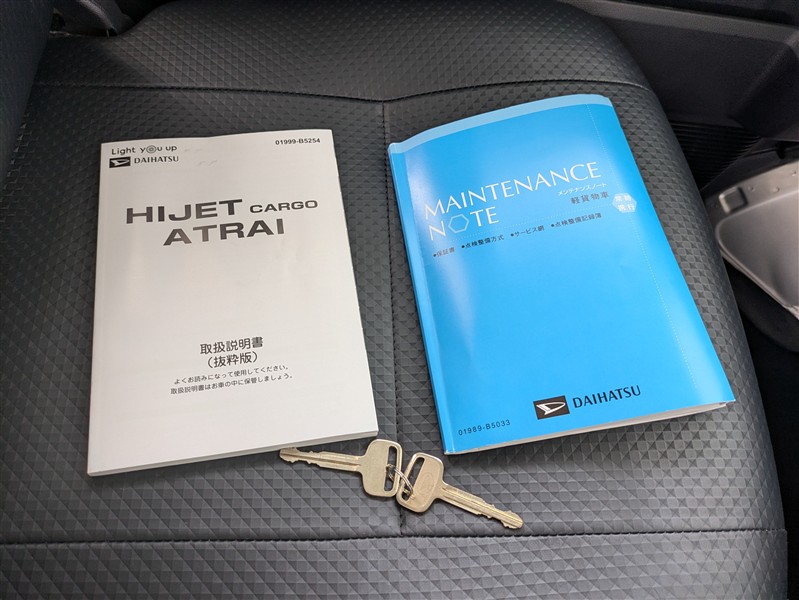 Light you up
DAIHATSU
01999-B5254
HIJET CARGO
ATRAI
取扱説明書
(抜粋版)
よくお読みになって使用してください。
取扱説明書はお車の中に保管しましょう。
MAINTENANCE
NOTE
メンテナンスノート
軽貨物車
●保証書 ●点検整備方式 ●サービス網 ●点検整備記録簿
DAIHATSU
01989-B5033